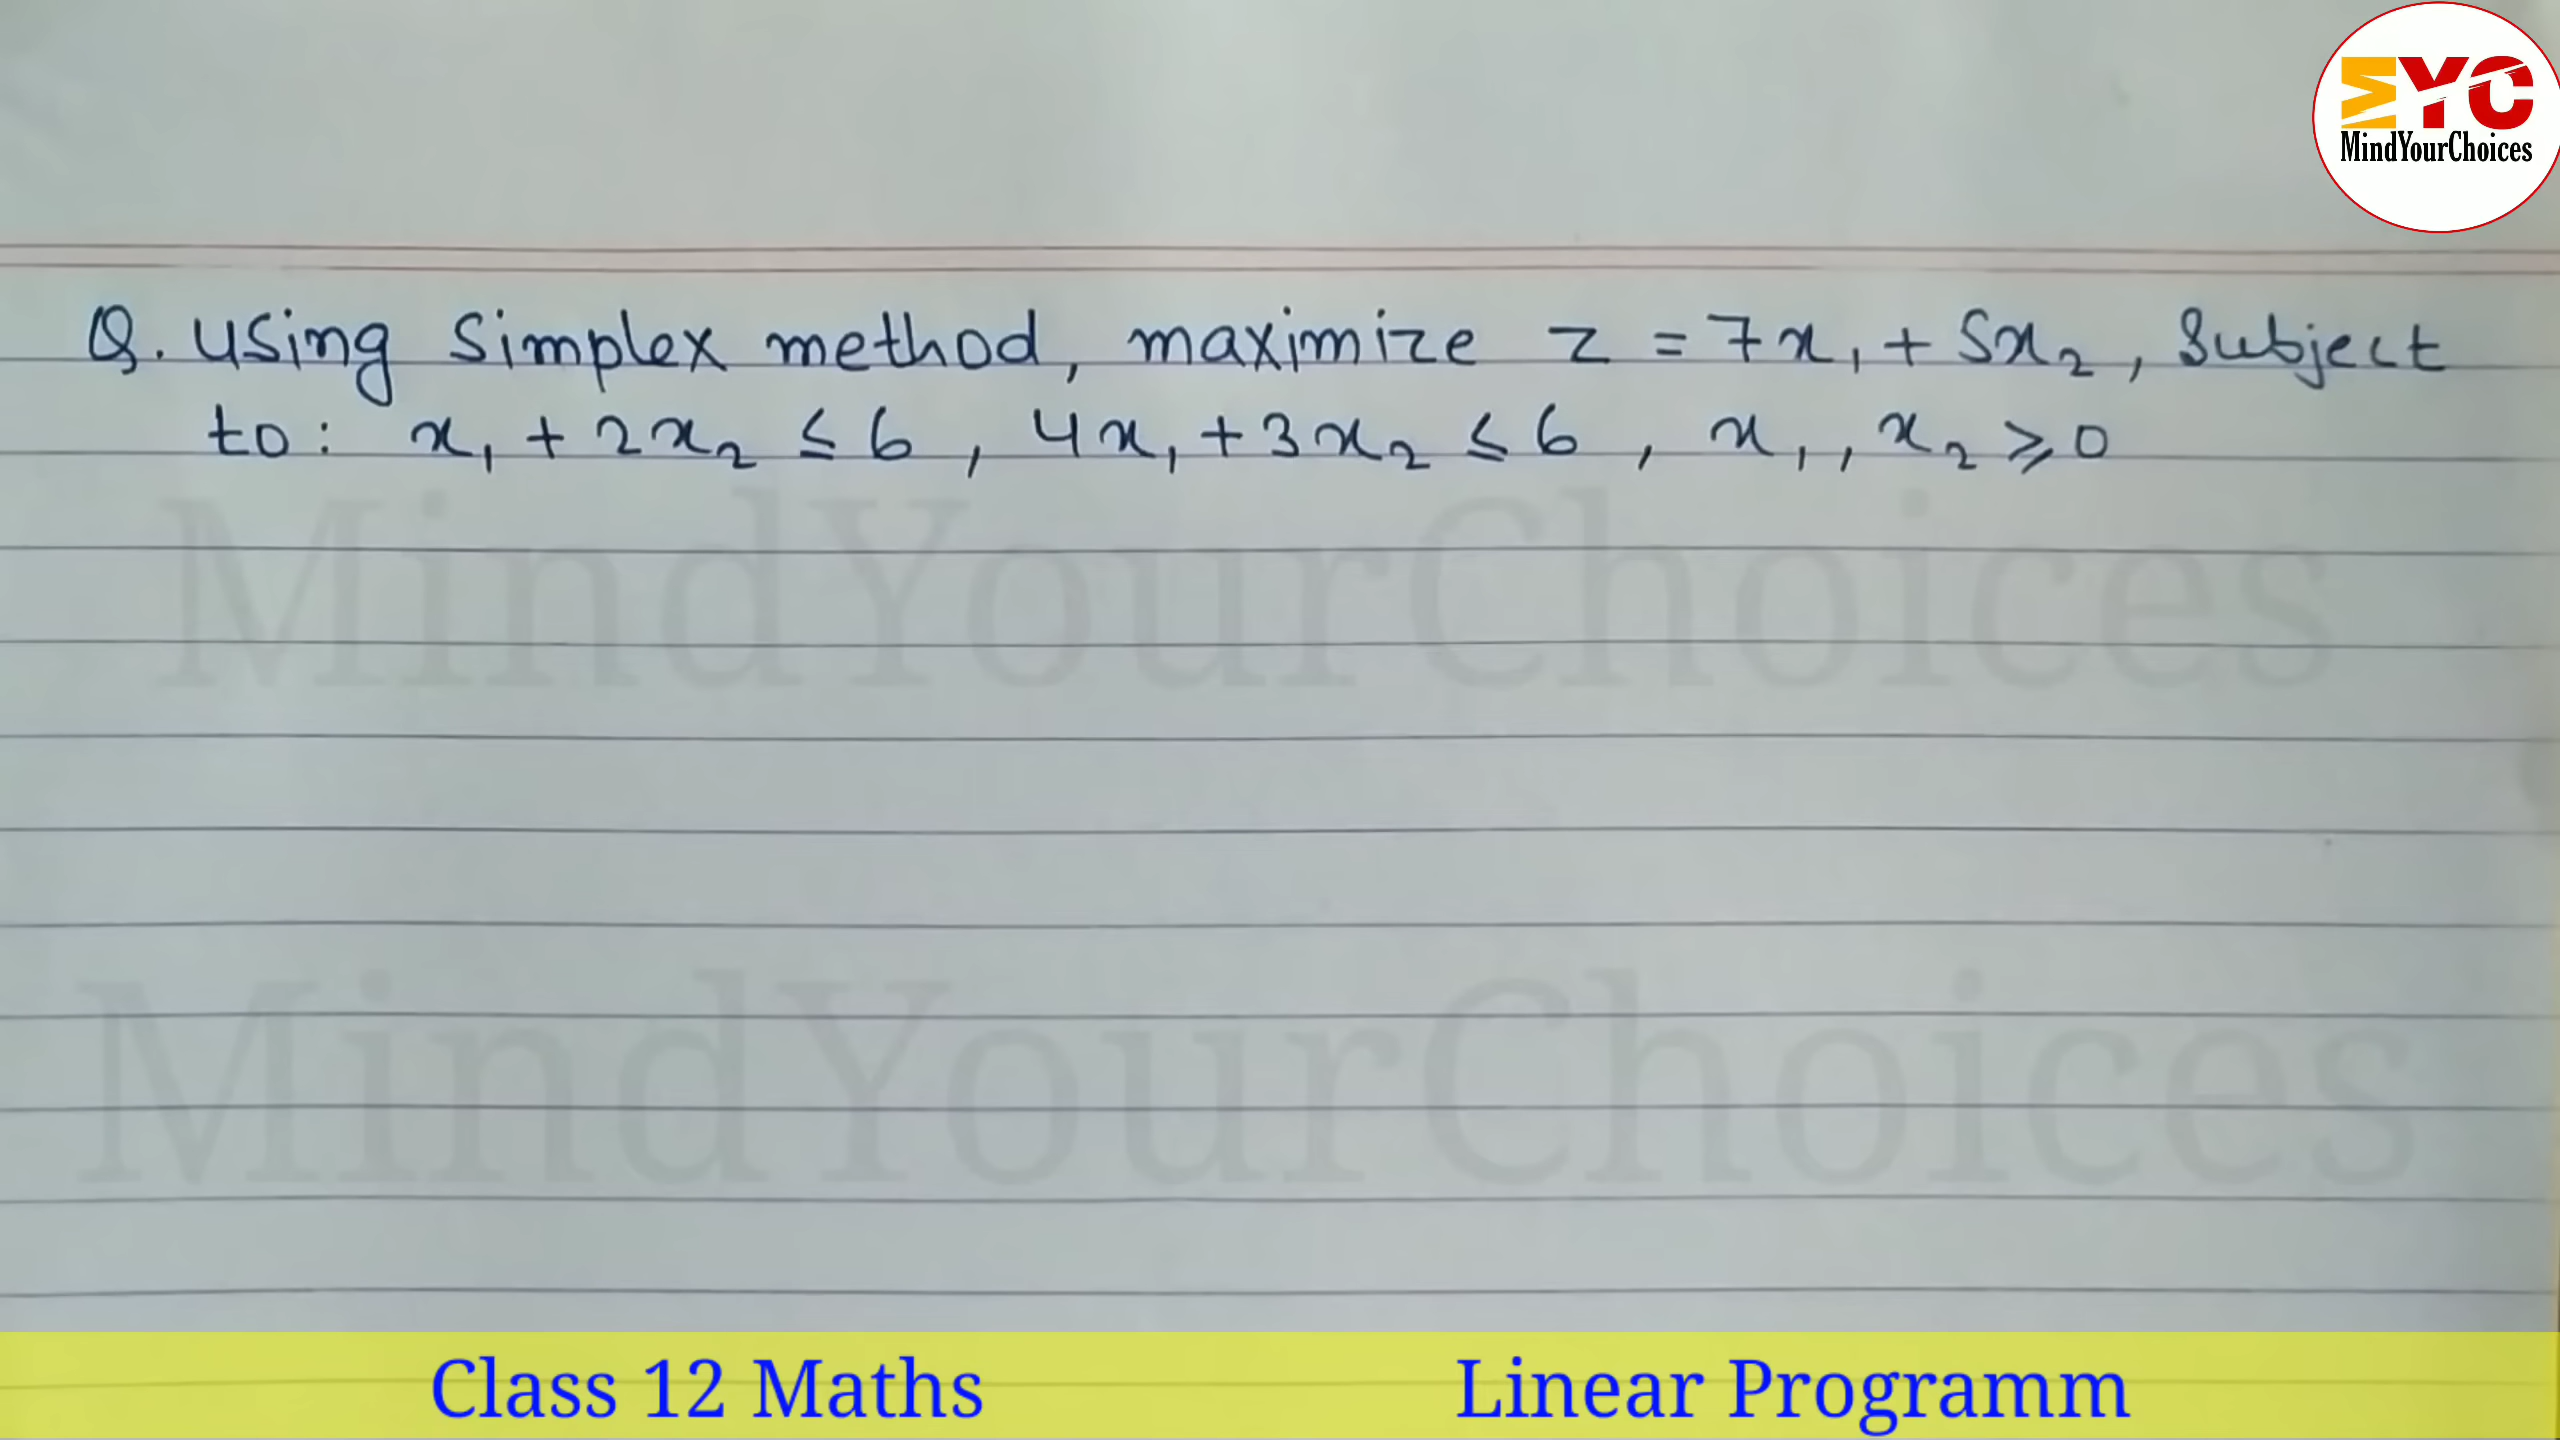 MYC
MindYourChoices
Q. Using Simplex method, maximize z = 7x₁ + 5x₂, Subject
to: x₁ + 2x₂ ≤ 6, 4x₁ + 3x₂ ≤ 6, x₁, x₂ ≥ 0
MindYourChoices
MindYourChoices
Class 12 Maths Linear Programm